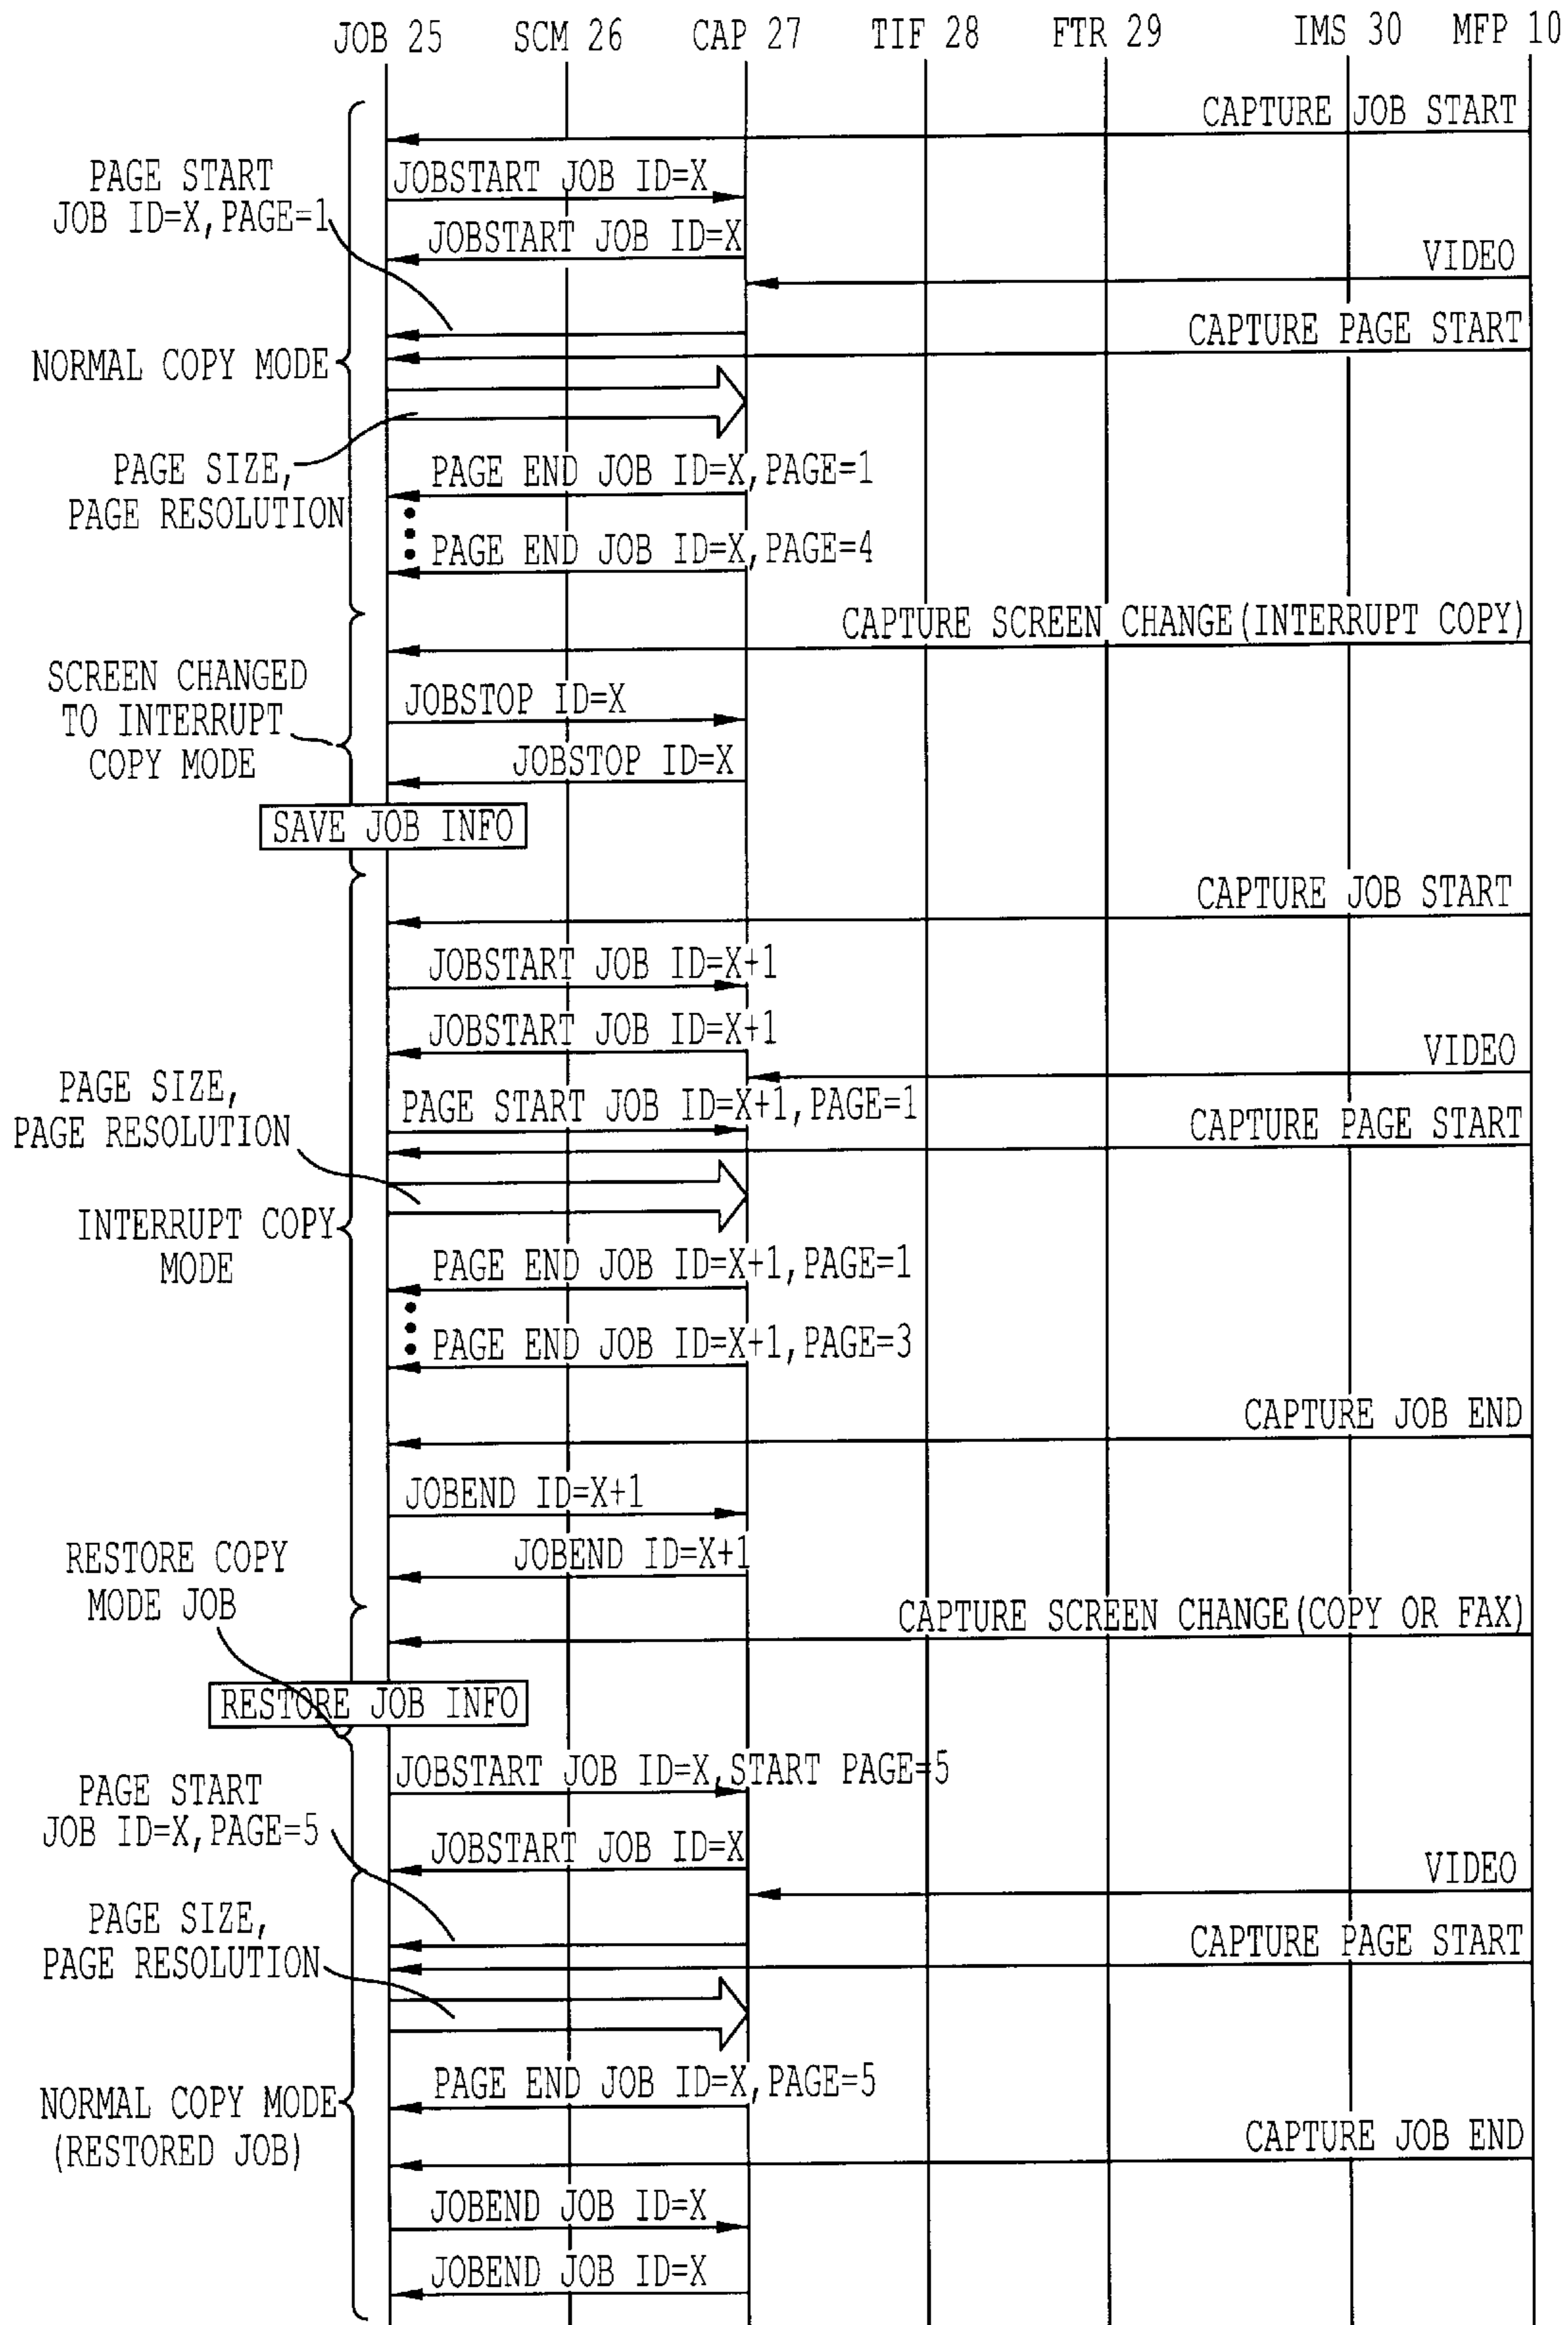 JOB 25 SCM 26 CAP 27 TIF 28 FTR 29 IMS 30 MFP 10
CAPTURE JOB START
PAGE START
JOB ID=X,PAGE=1
JOBSTART JOB ID=X
JOBSTART JOB ID=X
VIDEO
CAPTURE PAGE START
NORMAL COPY MODE
PAGE SIZE,
PAGE RESOLUTION
PAGE END JOB ID=X,PAGE=1
PAGE END JOB ID=X,PAGE=4
CAPTURE SCREEN CHANGE(INTERRUPT COPY)
SCREEN CHANGED
TO INTERRUPT
COPY MODE
JOBSTOP ID=X
JOBSTOP ID=X
SAVE JOB INFO
CAPTURE JOB START
JOBSTART JOB ID=X+1
JOBSTART JOB ID=X+1
VIDEO
PAGE SIZE,
PAGE RESOLUTION
PAGE START JOB ID=X+1,PAGE=1
CAPTURE PAGE START
INTERRUPT COPY
MODE
PAGE END JOB ID=X+1,PAGE=1
PAGE END JOB ID=X+1,PAGE=3
CAPTURE JOB END
JOBEND ID=X+1
JOBEND ID=X+1
RESTORE COPY
MODE JOB
CAPTURE SCREEN CHANGE(COPY OR FAX)
RESTORE JOB INFO
JOBSTART JOB ID=X,START PAGE=5
PAGE START
JOB ID=X,PAGE=5
JOBSTART JOB ID=X
VIDEO
PAGE SIZE,
PAGE RESOLUTION
CAPTURE PAGE START
PAGE END JOB ID=X,PAGE=5
NORMAL COPY MODE
(RESTORED JOB)
CAPTURE JOB END
JOBEND JOB ID=X
JOBEND JOB ID=X